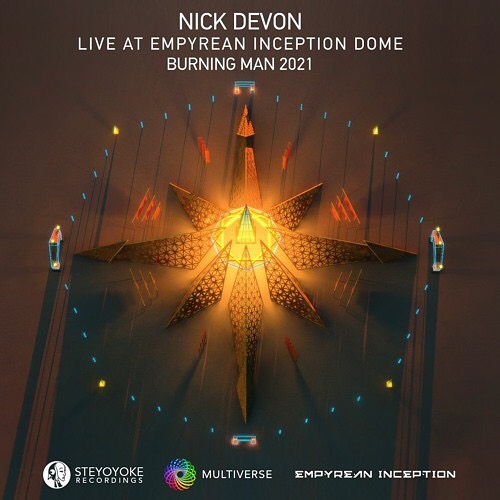 NICK DEVON
LIVE AT EMPYREAN INCEPTION DOME
BURNING MAN 2021
STEYOYOKE
RECORDINGS
MULTIVERSE
EMPYREAN INCEPTION